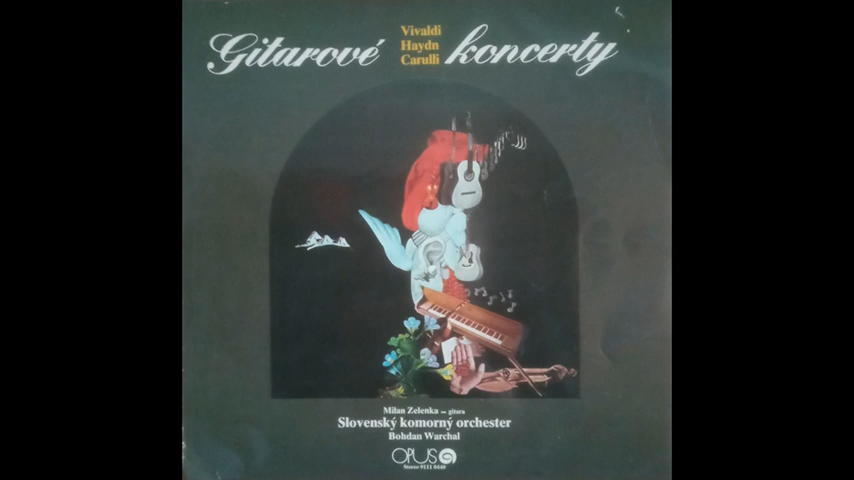 Gitarové koncerty
Vivaldi
Haydn
Carulli
Milan Zelenka - gitara
Slovenský komorný orchester
Bohdan Warchal
OPUS
Stereo 9111 0440